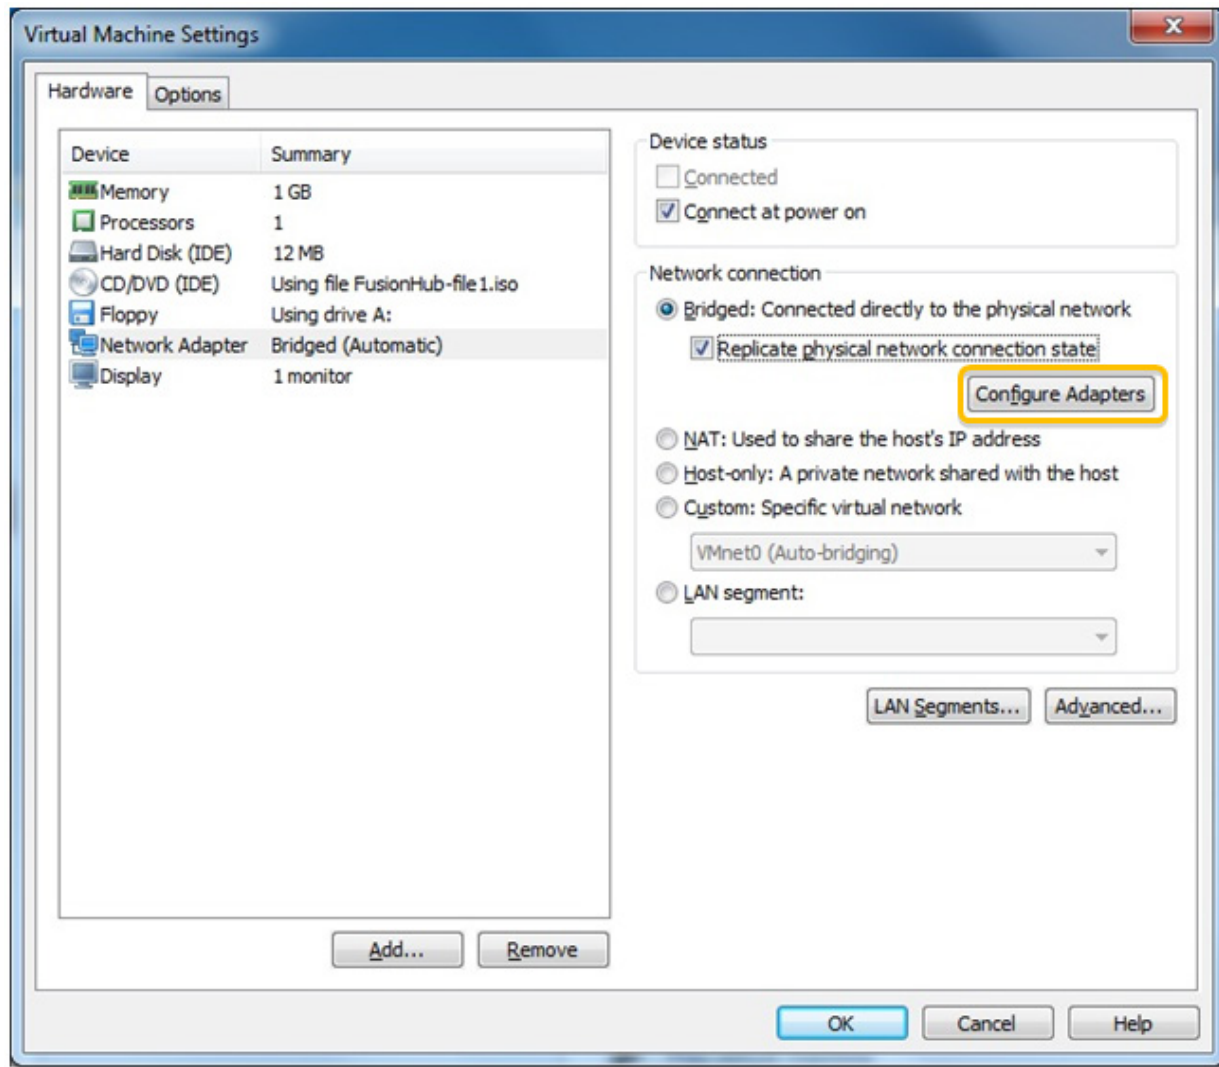 Virtual Machine Settings
Hardware
Options
Device Summary
Memory 1 GB
Processors 1
Hard Disk (IDE) 12 MB
CD/DVD (IDE) Using file FusionHub-file1.iso
Floppy Using drive A:
Network Adapter Bridged (Automatic)
Display 1 monitor
Add...
Remove
Device status
Connected
Connect at power on
Network connection
Bridged: Connected directly to the physical network
Replicate physical network connection state
Configure Adapters
NAT: Used to share the host's IP address
Host-only: A private network shared with the host
Custom: Specific virtual network
VMnet0 (Auto-bridging)
LAN segment:
LAN Segments...
Advanced...
OK
Cancel
Help